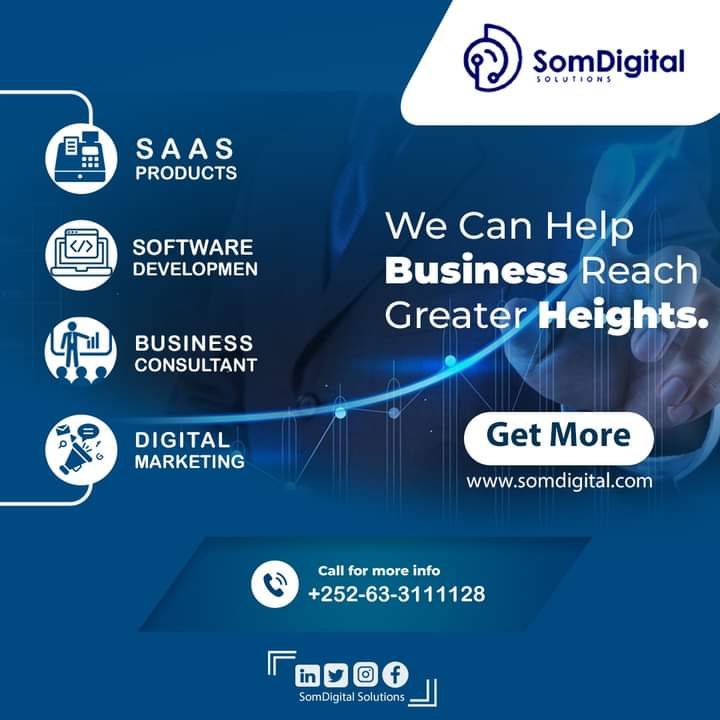 SomDigital
SOLUTIONS
SAAS
PRODUCTS
SOFTWARE
DEVELOPMEN
BUSINESS
CONSULTANT
DIGITAL
MARKETING
We Can Help
Business Reach
Greater Heights.
Get More
www.somdigital.com
Call for more info
+252-63-3111128
SomDigital Solutions